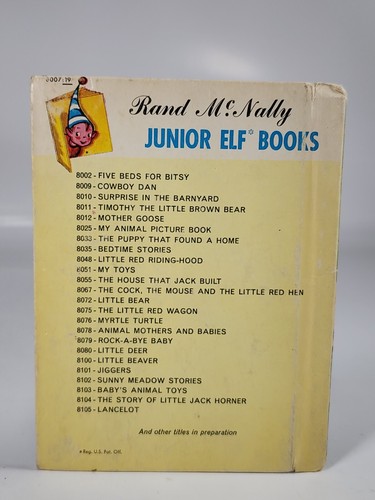 8007:19
Rand McNally
JUNIOR ELF* BOOKS
8002 - FIVE BEDS FOR BITSY
8009 - COWBOY DAN
8010 - SURPRISE IN THE BARNYARD
8011 - TIMOTHY THE LITTLE BROWN BEAR
8012 - MOTHER GOOSE
8025 - MY ANIMAL PICTURE BOOK
8033 - THE PUPPY THAT FOUND A HOME
8035 - BEDTIME STORIES
8048 - LITTLE RED RIDING-HOOD
8051 - MY TOYS
8055 - THE HOUSE THAT JACK BUILT
8067 - THE COCK, THE MOUSE AND THE LITTLE RED HEN
8072 - LITTLE BEAR
8075 - THE LITTLE RED WAGON
8076 - MYRTLE TURTLE
8078 - ANIMAL MOTHERS AND BABIES
8079 - ROCK-A-BYE BABY
8080 - LITTLE DEER
8100 - LITTLE BEAVER
8101 - JIGGERS
8102 - SUNNY MEADOW STORIES
8103 - BABY'S ANIMAL TOYS
8104 - THE STORY OF LITTLE JACK HORNER
8105 - LANCELOT
And other titles in preparation
* Reg. U.S. Pat. Off.